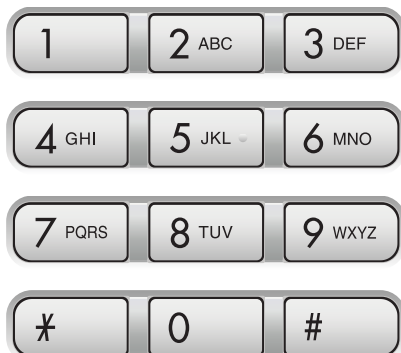 1 2 ABC 3 DEF
4 GHI 5 JKL 6 MNO
7 PQRS 8 TUV 9 WXYZ
* 0 #